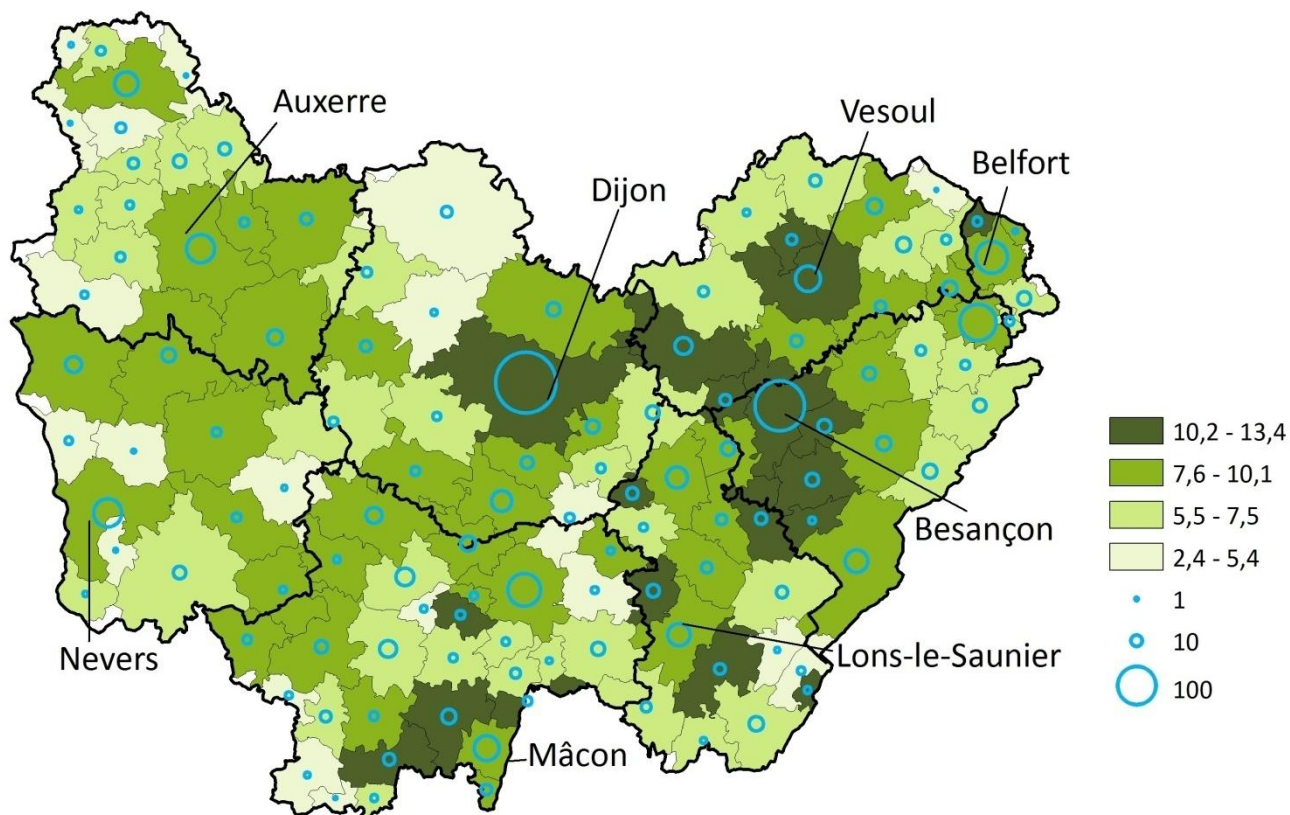 Auxerre
Vesoul
Belfort
Dijon
Besançon
Nevers
Lons-le-Saunier
Mâcon
10,2 - 13,4
7,6 - 10,1
5,5 - 7,5
2,4 - 5,4
1
10
100